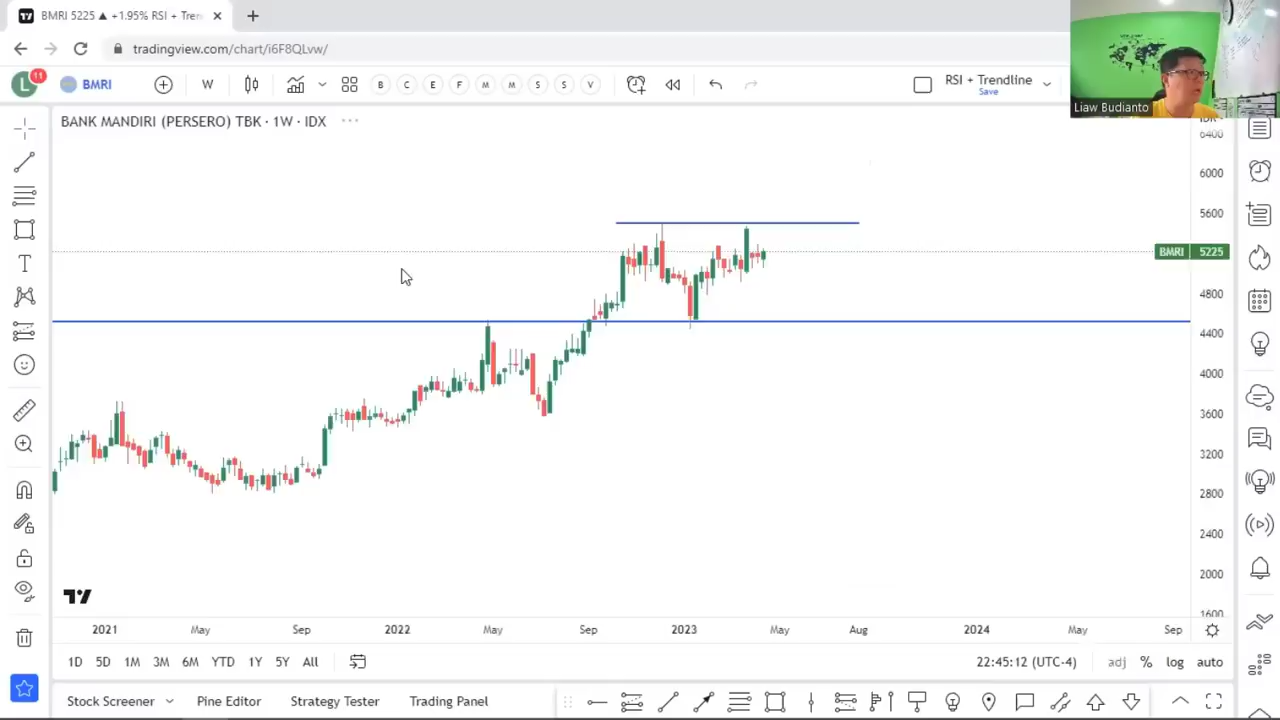 BMRI 5225 ▲ +1.95% RSI + Tren
tradingview.com/chart/i6F8QLvw/
L
11
BMRI
W
B C E F M M S S V
RSI + Trendline
Save
Liaw Budianto
BANK MANDIRI (PERSERO) TBK · 1W · IDX
6400
6000
5600
BMRI 5225
4800
4400
4000
3600
3200
2800
2400
2000
1600
2021 May Sep 2022 May Sep 2023 May Aug 2024 May Sep
1D 5D 1M 3M 6M YTD 1Y 5Y All
22:45:12 (UTC-4) adj % log auto
Stock Screener Pine Editor Strategy Tester Trading Panel